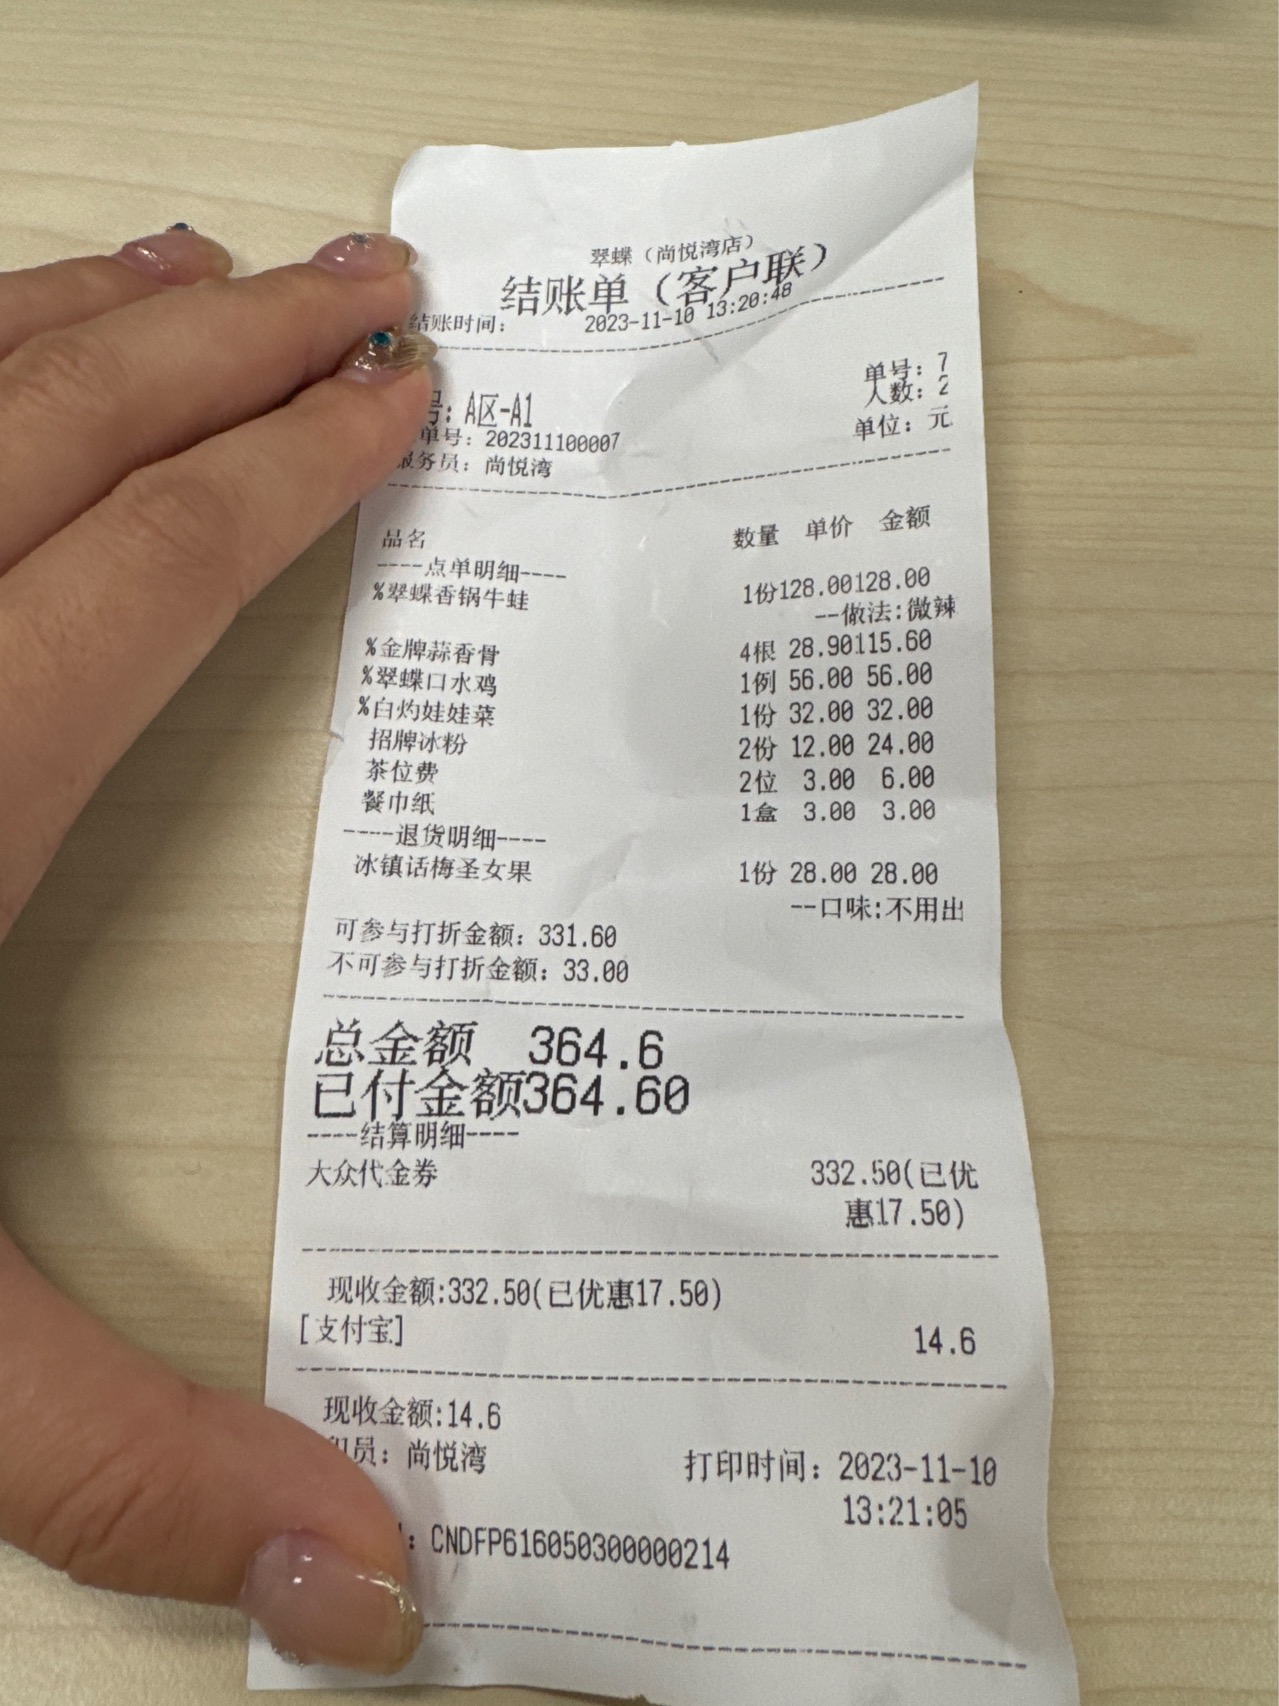 翠蝶（尚悦湾店）
结账单（客户联）
结账时间： 2023-11-10 13:20:48
单号：7
号：A区-A1 人数：2
单号：202311100007 单位：元
服务员：尚悦湾
品名 数量 单价 金额
----点单明细----
%翠蝶香锅牛蛙 1份128.00128.00
--做法:微辣
%金牌蒜香骨 4根 28.90115.60
%翠蝶口水鸡 1例 56.00 56.00
%白灼娃娃菜 1份 32.00 32.00
招牌冰粉 2份 12.00 24.00
茶位费 2位 3.00 6.00
餐巾纸 1盒 3.00 3.00
----退货明细----
冰镇话梅圣女果 1份 28.00 28.00
--口味:不用出
可参与打折金额：331.60
不可参与打折金额：33.00
总金额 364.6
已付金额364.60
----结算明细----
大众代金券 332.50(已优
惠17.50)
现收金额:332.50(已优惠17.50)
[支付宝] 14.6
现收金额:14.6
员：尚悦湾 打印时间：2023-11-10
13:21:05
：CNDFP616050300000214